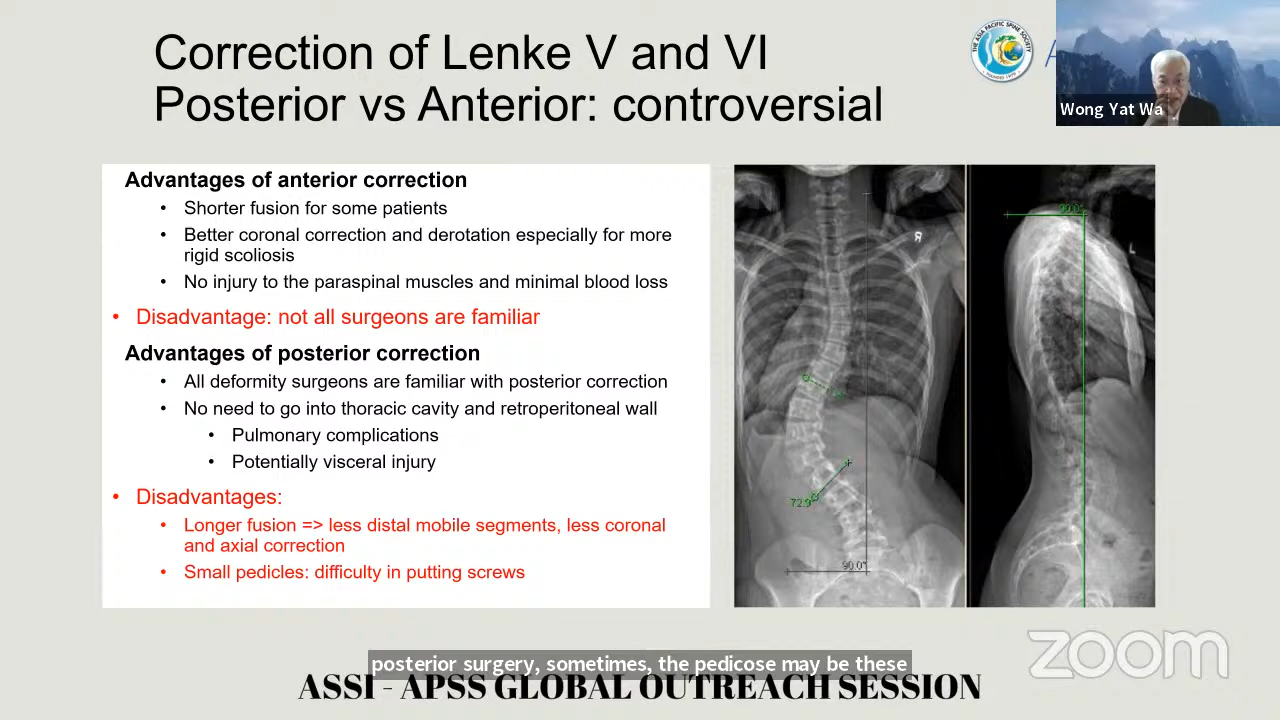 Correction of Lenke V and VI
Posterior vs Anterior: controversial
THE ASIA PACIFIC SPINE SOCIETY
A
Wong Yat Wa
Advantages of anterior correction
• Shorter fusion for some patients
• Better coronal correction and derotation especially for more
rigid scoliosis
• No injury to the paraspinal muscles and minimal blood loss
• Disadvantage: not all surgeons are familiar
Advantages of posterior correction
• All deformity surgeons are familiar with posterior correction
• No need to go into thoracic cavity and retroperitoneal wall
• Pulmonary complications
• Potentially visceral injury
• Disadvantages:
• Longer fusion => less distal mobile segments, less coronal
and axial correction
• Small pedicles: difficulty in putting screws
R
72.9°
90.0°
90.0°
L
posterior surgery, sometimes, the pedicose may be these
ASSI - APSS GLOBAL OUTREACH SESSION
zoom